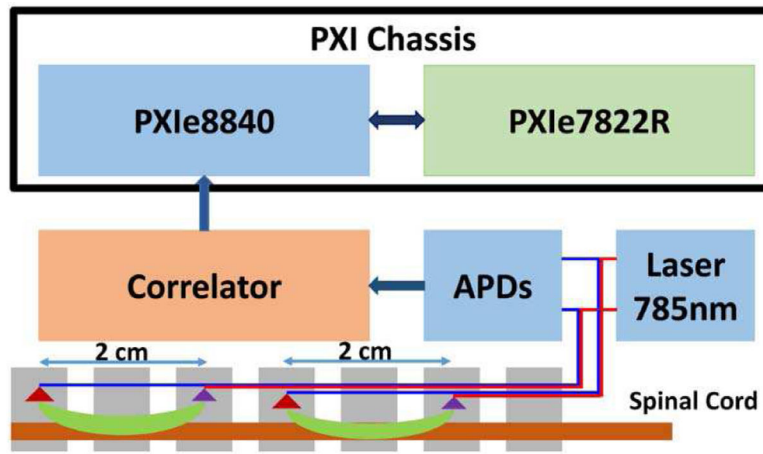 PXI Chassis
PXIe8840
PXIe7822R
Correlator
APDs
Laser
785nm
2 cm
2 cm
Spinal Cord